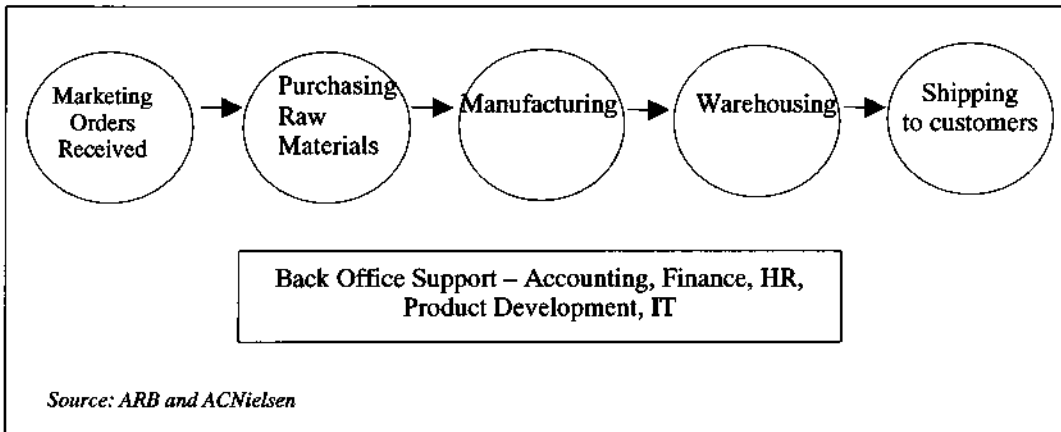 Marketing
Orders
Received
Purchasing
Raw
Materials
Manufacturing
Warehousing
Shipping
to customers
Back Office Support – Accounting, Finance, HR,
Product Development, IT
Source: ARB and ACNielsen